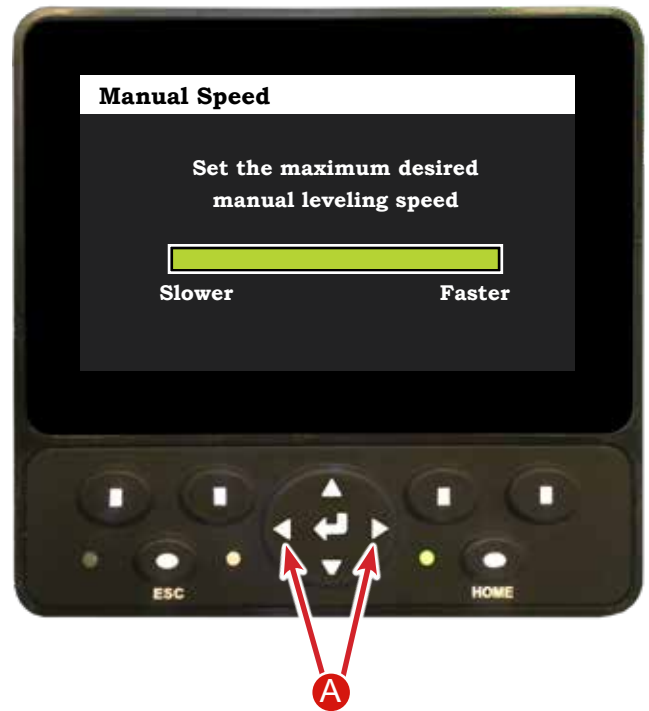 Manual Speed
Set the maximum desired
manual leveling speed
Slower Faster
ESC HOME
A